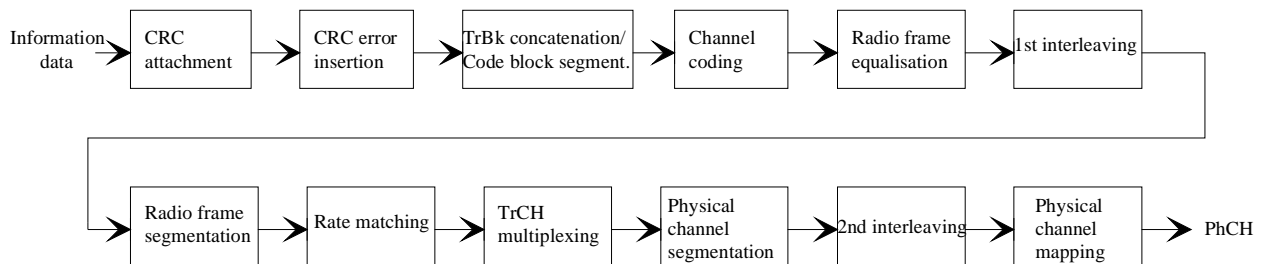 Information
data
CRC
attachment
CRC error
insertion
TrBk concatenation/
Code block segment.
Channel
coding
Radio frame
equalisation
1st interleaving
Radio frame
segmentation
Rate matching
TrCH
multiplexing
Physical
channel
segmentation
2nd interleaving
Physical
channel
mapping
PhCH